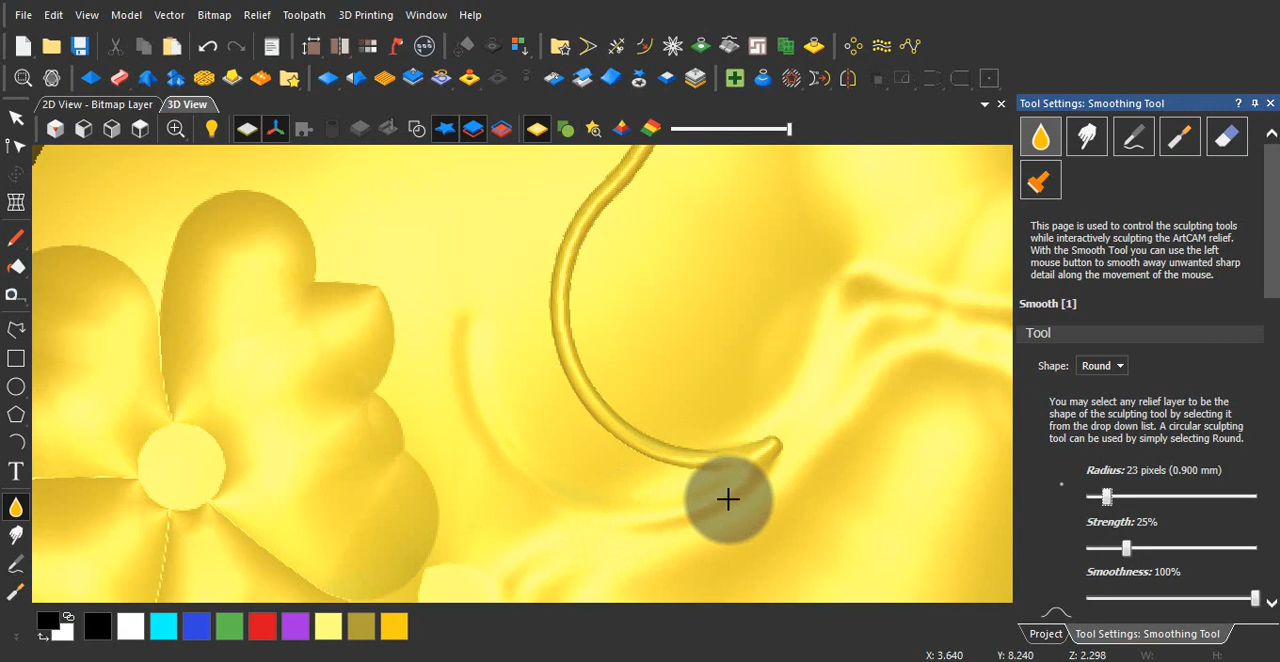 File Edit View Model Vector Bitmap Relief Toolpath 3D Printing Window Help
2D View - Bitmap Layer 3D View
Tool Settings: Smoothing Tool
This page is used to control the sculpting tools
while interactively sculpting the ArtCAM relief.
With the Smooth Tool you can use the left
mouse button to smooth away unwanted sharp
detail along the movement of the mouse.
Smooth [1]
Tool
Shape: Round
You may select any relief layer to be the
shape of the sculpting tool by selecting it
from the drop down list. A circular sculpting
tool can be used by simply selecting Round.
Radius: 23 pixels (0.900 mm)
Strength: 25%
Smoothness: 100%
T
Project Tool Settings: Smoothing Tool
X: 3.640 Y: 8.240 Z: 2.298 W: H: